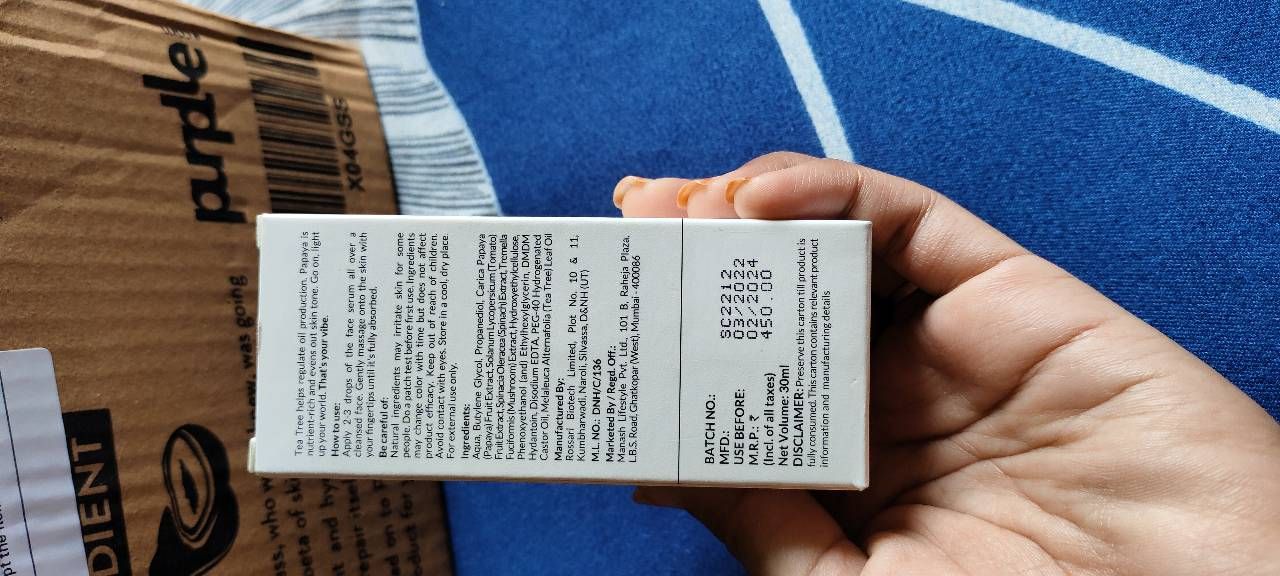 Tea Tree helps regulate oil production. Papaya is
nutrient-rich and evens out skin tone. Go on, light
up your world. That's your vibe.
How to use:
Apply 2-3 drops of the face serum all over a
cleansed face. Gently massage onto the skin with
your fingertips until it's fully absorbed.
Be careful of:
Natural ingredients may irritate skin for some
people. Do a patch test before first use. Ingredients
may change color with time but does not affect
product efficacy. Keep out of reach of children.
Avoid contact with eyes. Store in a cool, dry place.
For external use only.
Ingredients:
Aqua, Butylene Glycol, Propanediol, Carica Papaya
(Papaya) Fruit Extract, Solanum Lycopersicum (Tomato)
Fruit Extract, Spinacia Oleracea (Spinach) Extract, Tremella
Fuciformis (Mushroom) Extract, Hydroxyethylcellulose,
Phenoxyethanol (and) Ethylhexylglycerin, DMDM
Hydantoin, Disodium EDTA, PEG-40 Hydrogenated
Castor Oil, Melaleuca Alternafolia (Tea Tree) Leaf Oil
Manufactured By:
Rossari Biotech Limited, Plot No. 10 & 11,
Kumbharwadi, Naroli, Silvassa, D&NH (UT)
M.L NO.: DNH/C/136
Marketed By / Regd. Off.:
Manash Lifestyle Pvt. Ltd., 101 B, Raheja Plaza,
L.B.S. Road, Ghatkopar (West), Mumbai - 400086
BATCH NO.: SC2212
MFD.: 03/2022
USE BEFORE: 02/2024
M.R.P.: ₹ 450.00
(Incl of all taxes)
Net Volume: 30ml
DISCLAIMER: Preserve this carton till product is
fully consumed. This carton contains relevant product
information and manufacturing details
purplle
X04GSS
was going
DIENT